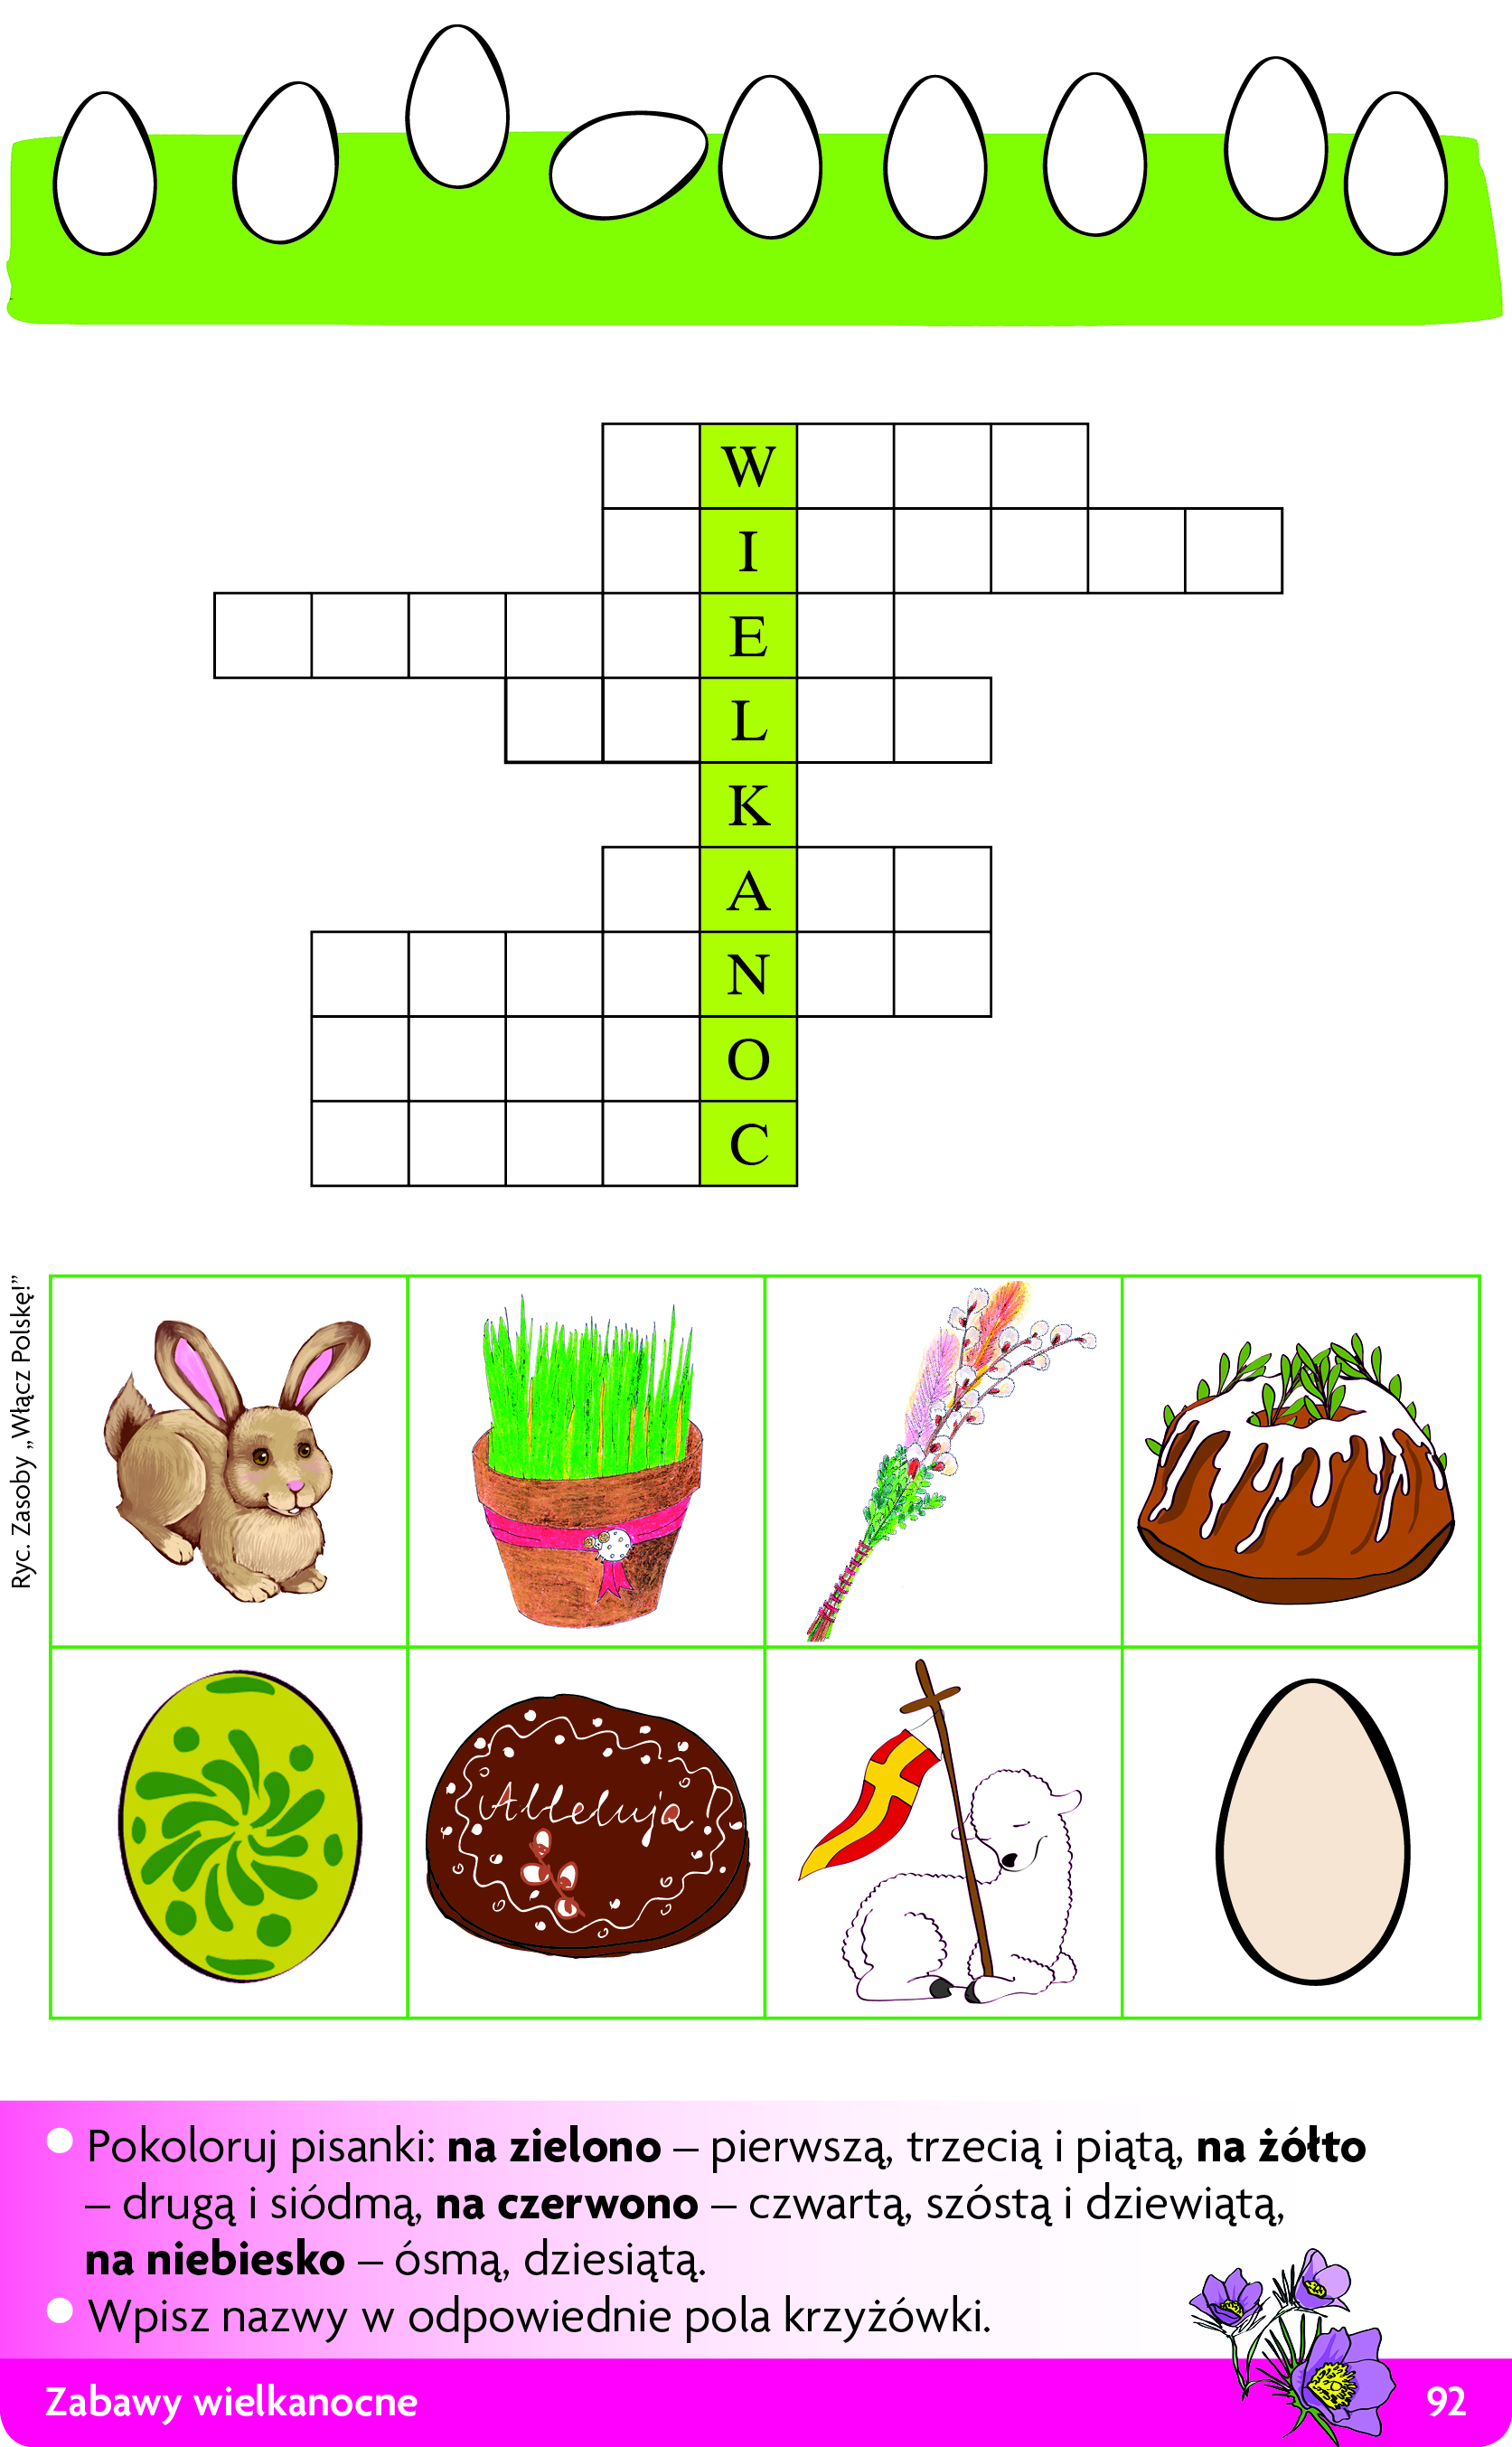 W
I
E
L
K
A
N
O
C
Ryc. Zasoby „Włącz Polskę!”
Alleluja!
Pokoloruj pisanki: na zielono – pierwszą, trzecią i piątą, na żółto
– drugą i siódmą, na czerwono – czwartą, szóstą i dziewiątą,
na niebiesko – ósmą, dziesiątą.
Wpisz nazwy w odpowiednie pola krzyżówki.
Zabawy wielkanocne
92